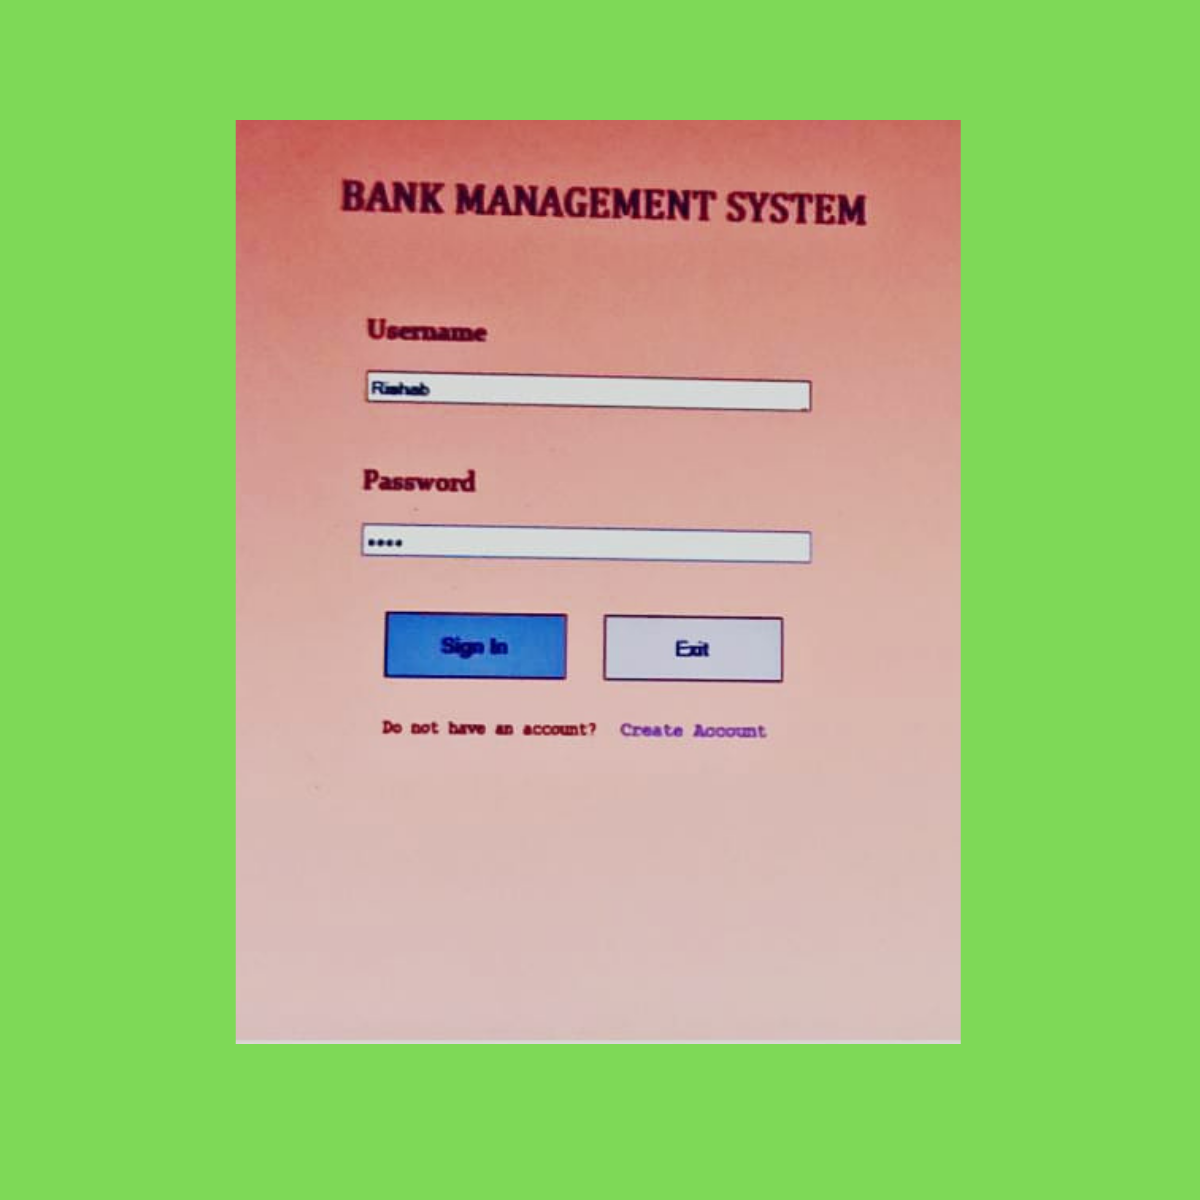 BANK MANAGEMENT SYSTEM
Username
Rishab
Password
••••
Sign In Exit
Do not have an account? Create Account